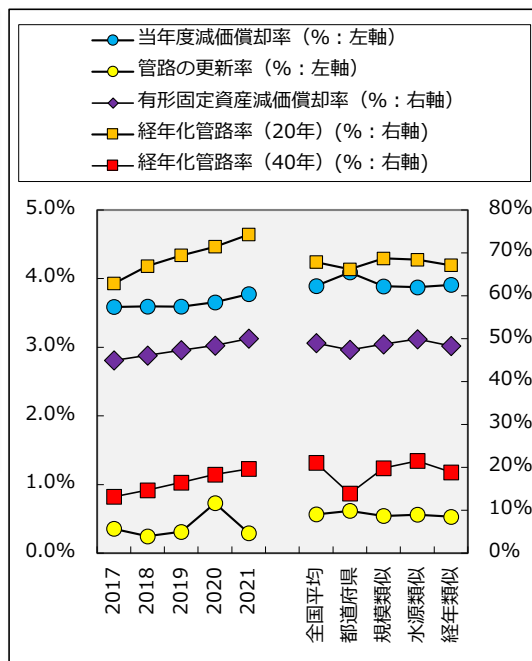 当年度減価償却率（%：左軸）
管路の更新率（%：左軸）
有形固定資産減価償却率（%：右軸）
経年化管路率（20年）(%：右軸)
経年化管路率（40年）(%：右軸)
5.0%
4.0%
3.0%
2.0%
1.0%
0.0%
80%
70%
60%
50%
40%
30%
20%
10%
0%
2017
2018
2019
2020
2021
全国平均
都道府県
規模類似
水源類似
経年類似